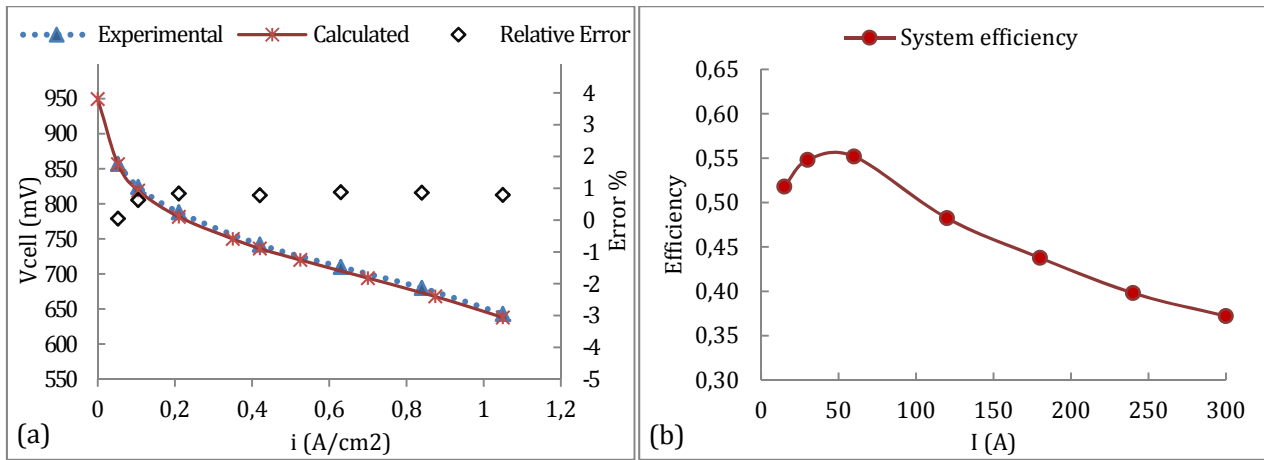 Experimental
Calculated
Relative Error
Vcell (mV)
950
900
850
800
750
700
650
600
550
4
3
2
1
0
-1
-2
-3
-4
-5
Error %
0 0,2 0,4 0,6 0,8 1 1,2
i (A/cm2)
(a)
System efficiency
Efficiency
0,65
0,60
0,55
0,50
0,45
0,40
0,35
0,30
0 50 100 150 200 250 300
I (A)
(b)